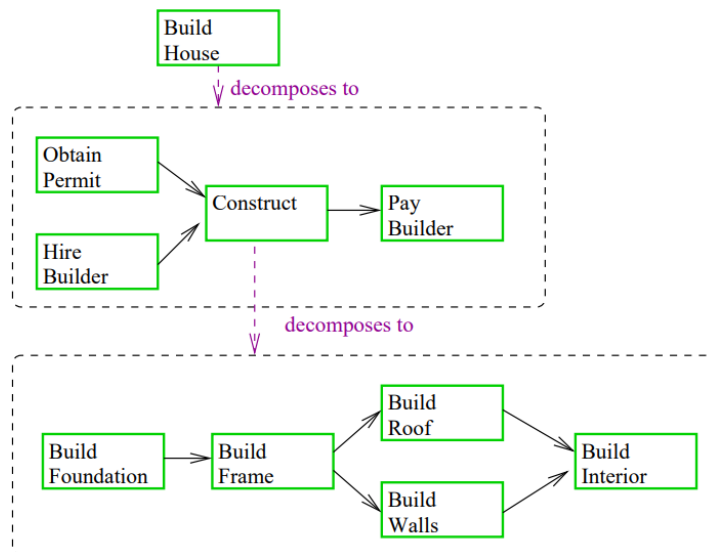 Build
House
decomposes to
Obtain
Permit
Construct
Pay
Builder
Hire
Builder
decomposes to
Build
Roof
Build
Foundation
Build
Frame
Build
Interior
Build
Walls